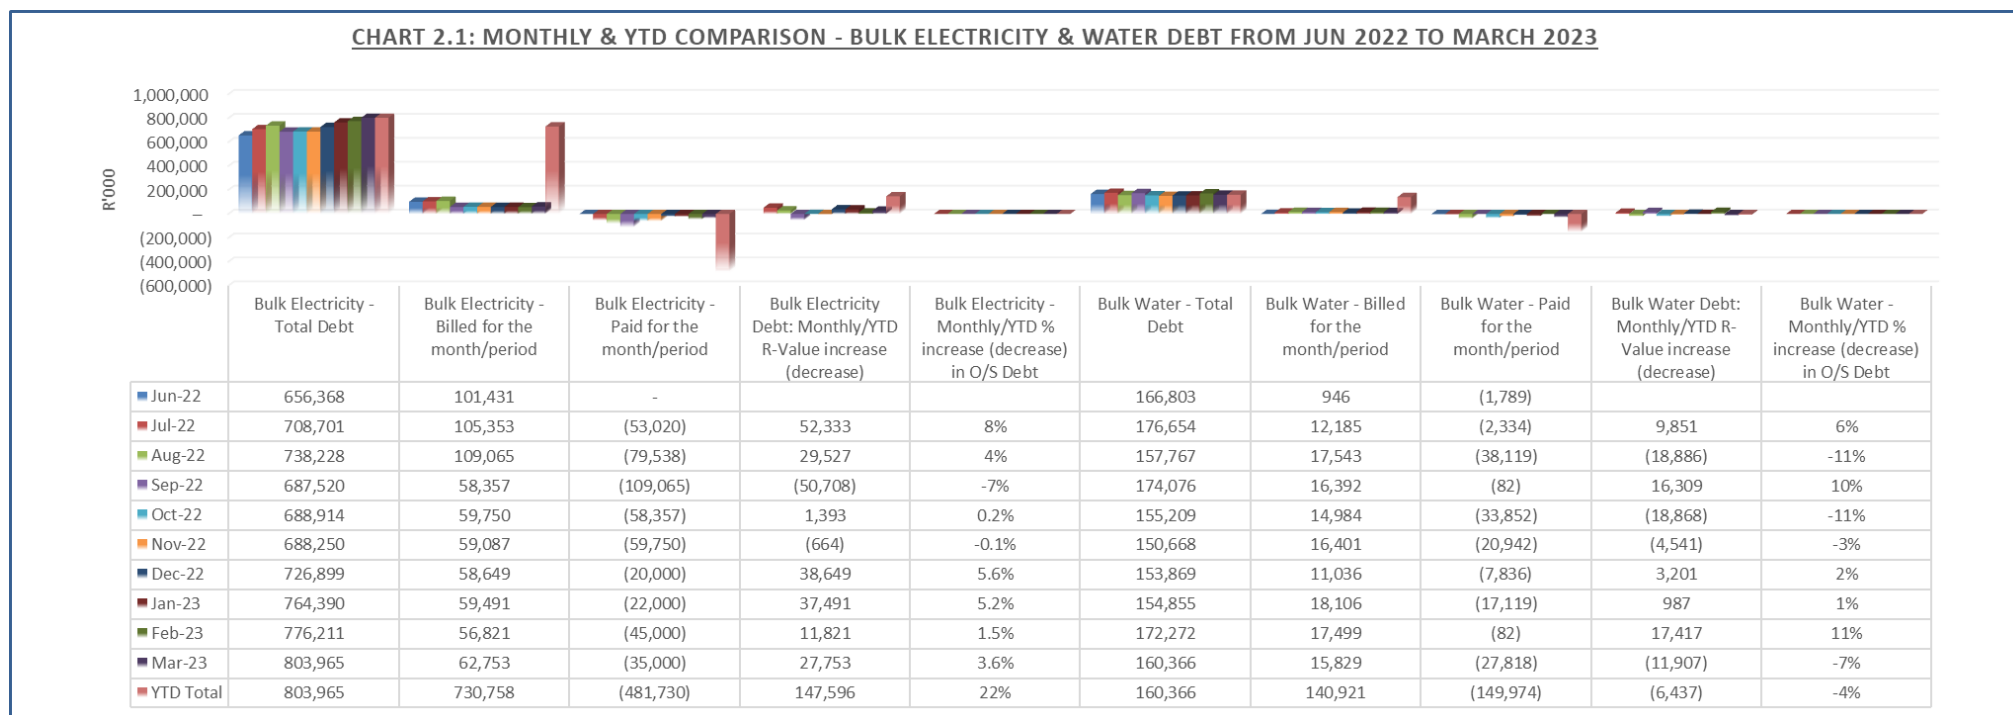 CHART 2.1: MONTHLY & YTD COMPARISON - BULK ELECTRICITY & WATER DEBT FROM JUN 2022 TO MARCH 2023
R'000
1,000,000
800,000
600,000
400,000
200,000
–
(200,000)
(400,000)
(600,000)
Bulk Electricity - Total Debt
Bulk Electricity - Billed for the month/period
Bulk Electricity - Paid for the month/period
Bulk Electricity Debt: Monthly/YTD R-Value increase (decrease)
Bulk Electricity - Monthly/YTD % increase (decrease) in O/S Debt
Bulk Water - Total Debt
Bulk Water - Billed for the month/period
Bulk Water - Paid for the month/period
Bulk Water Debt: Monthly/YTD R-Value increase (decrease)
Bulk Water - Monthly/YTD % increase (decrease) in O/S Debt
Jun-22 656,368 101,431 - 166,803 946 (1,789)
Jul-22 708,701 105,353 (53,020) 52,333 8% 176,654 12,185 (2,334) 9,851 6%
Aug-22 738,228 109,065 (79,538) 29,527 4% 157,767 17,543 (38,119) (18,886) -11%
Sep-22 687,520 58,357 (109,065) (50,708) -7% 174,076 16,392 (82) 16,309 10%
Oct-22 688,914 59,750 (58,357) 1,393 0.2% 155,209 14,984 (33,852) (18,868) -11%
Nov-22 688,250 59,087 (59,750) (664) -0.1% 150,668 16,401 (20,942) (4,541) -3%
Dec-22 726,899 58,649 (20,000) 38,649 5.6% 153,869 11,036 (7,836) 3,201 2%
Jan-23 764,390 59,491 (22,000) 37,491 5.2% 154,855 18,106 (17,119) 987 1%
Feb-23 776,211 56,821 (45,000) 11,821 1.5% 172,272 17,499 (82) 17,417 11%
Mar-23 803,965 62,753 (35,000) 27,753 3.6% 160,366 15,829 (27,818) (11,907) -7%
YTD Total 803,965 730,758 (481,730) 147,596 22% 160,366 140,921 (149,974) (6,437) -4%